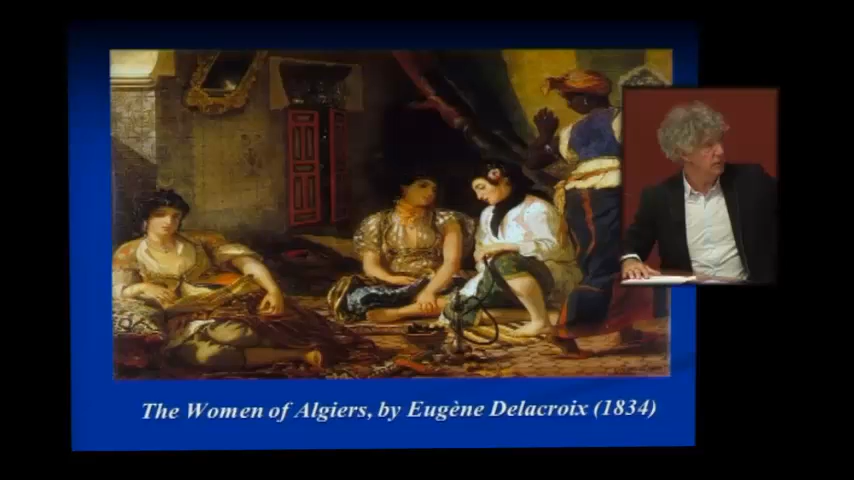 The Women of Algiers, by Eugène Delacroix (1834)